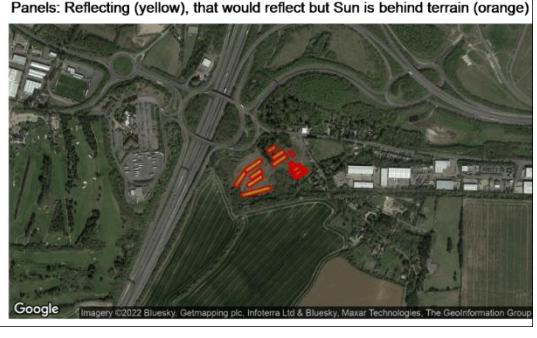 Panels: Reflecting (yellow), that would reflect but Sun is behind terrain (orange)
Google
Imagery ©2022 Bluesky, Getmapping plc, Infoterra Ltd & Bluesky, Maxar Technologies, The GeoInformation Group